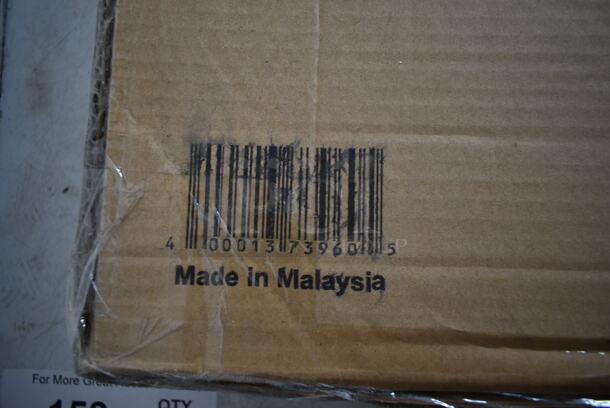 4 00013 73960 5
Made in Malaysia
For More Great
QTY